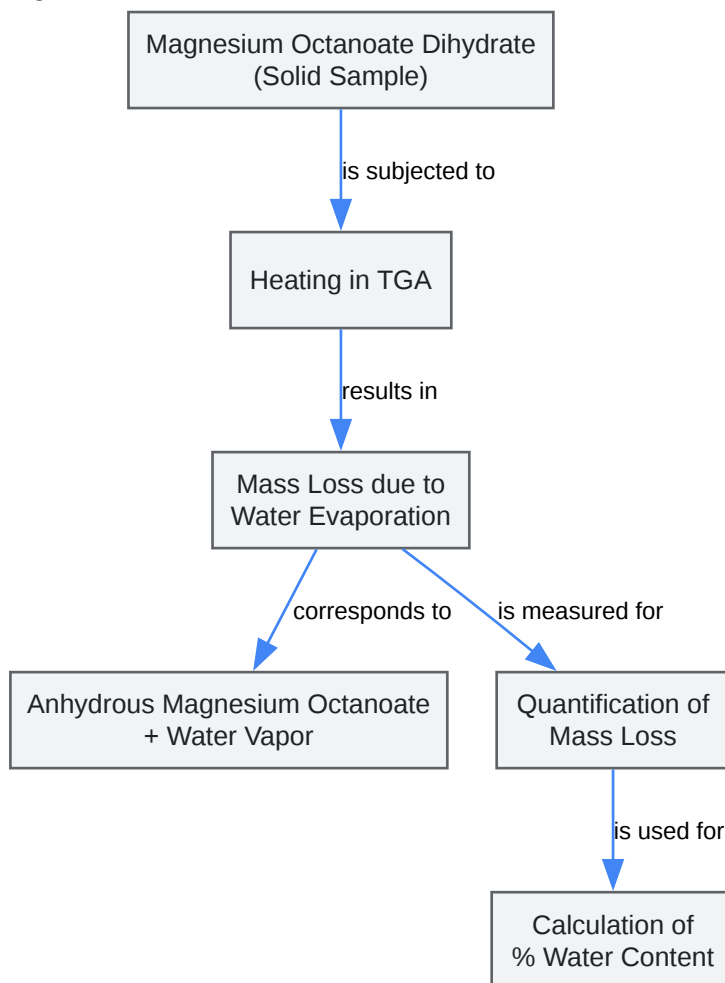 Magnesium Octanoate Dihydrate
(Solid Sample)
is subjected to
Heating in TGA
results in
Mass Loss due to
Water Evaporation
corresponds to
is measured for
Anhydrous Magnesium Octanoate
+ Water Vapor
Quantification of
Mass Loss
is used for
Calculation of
% Water Content